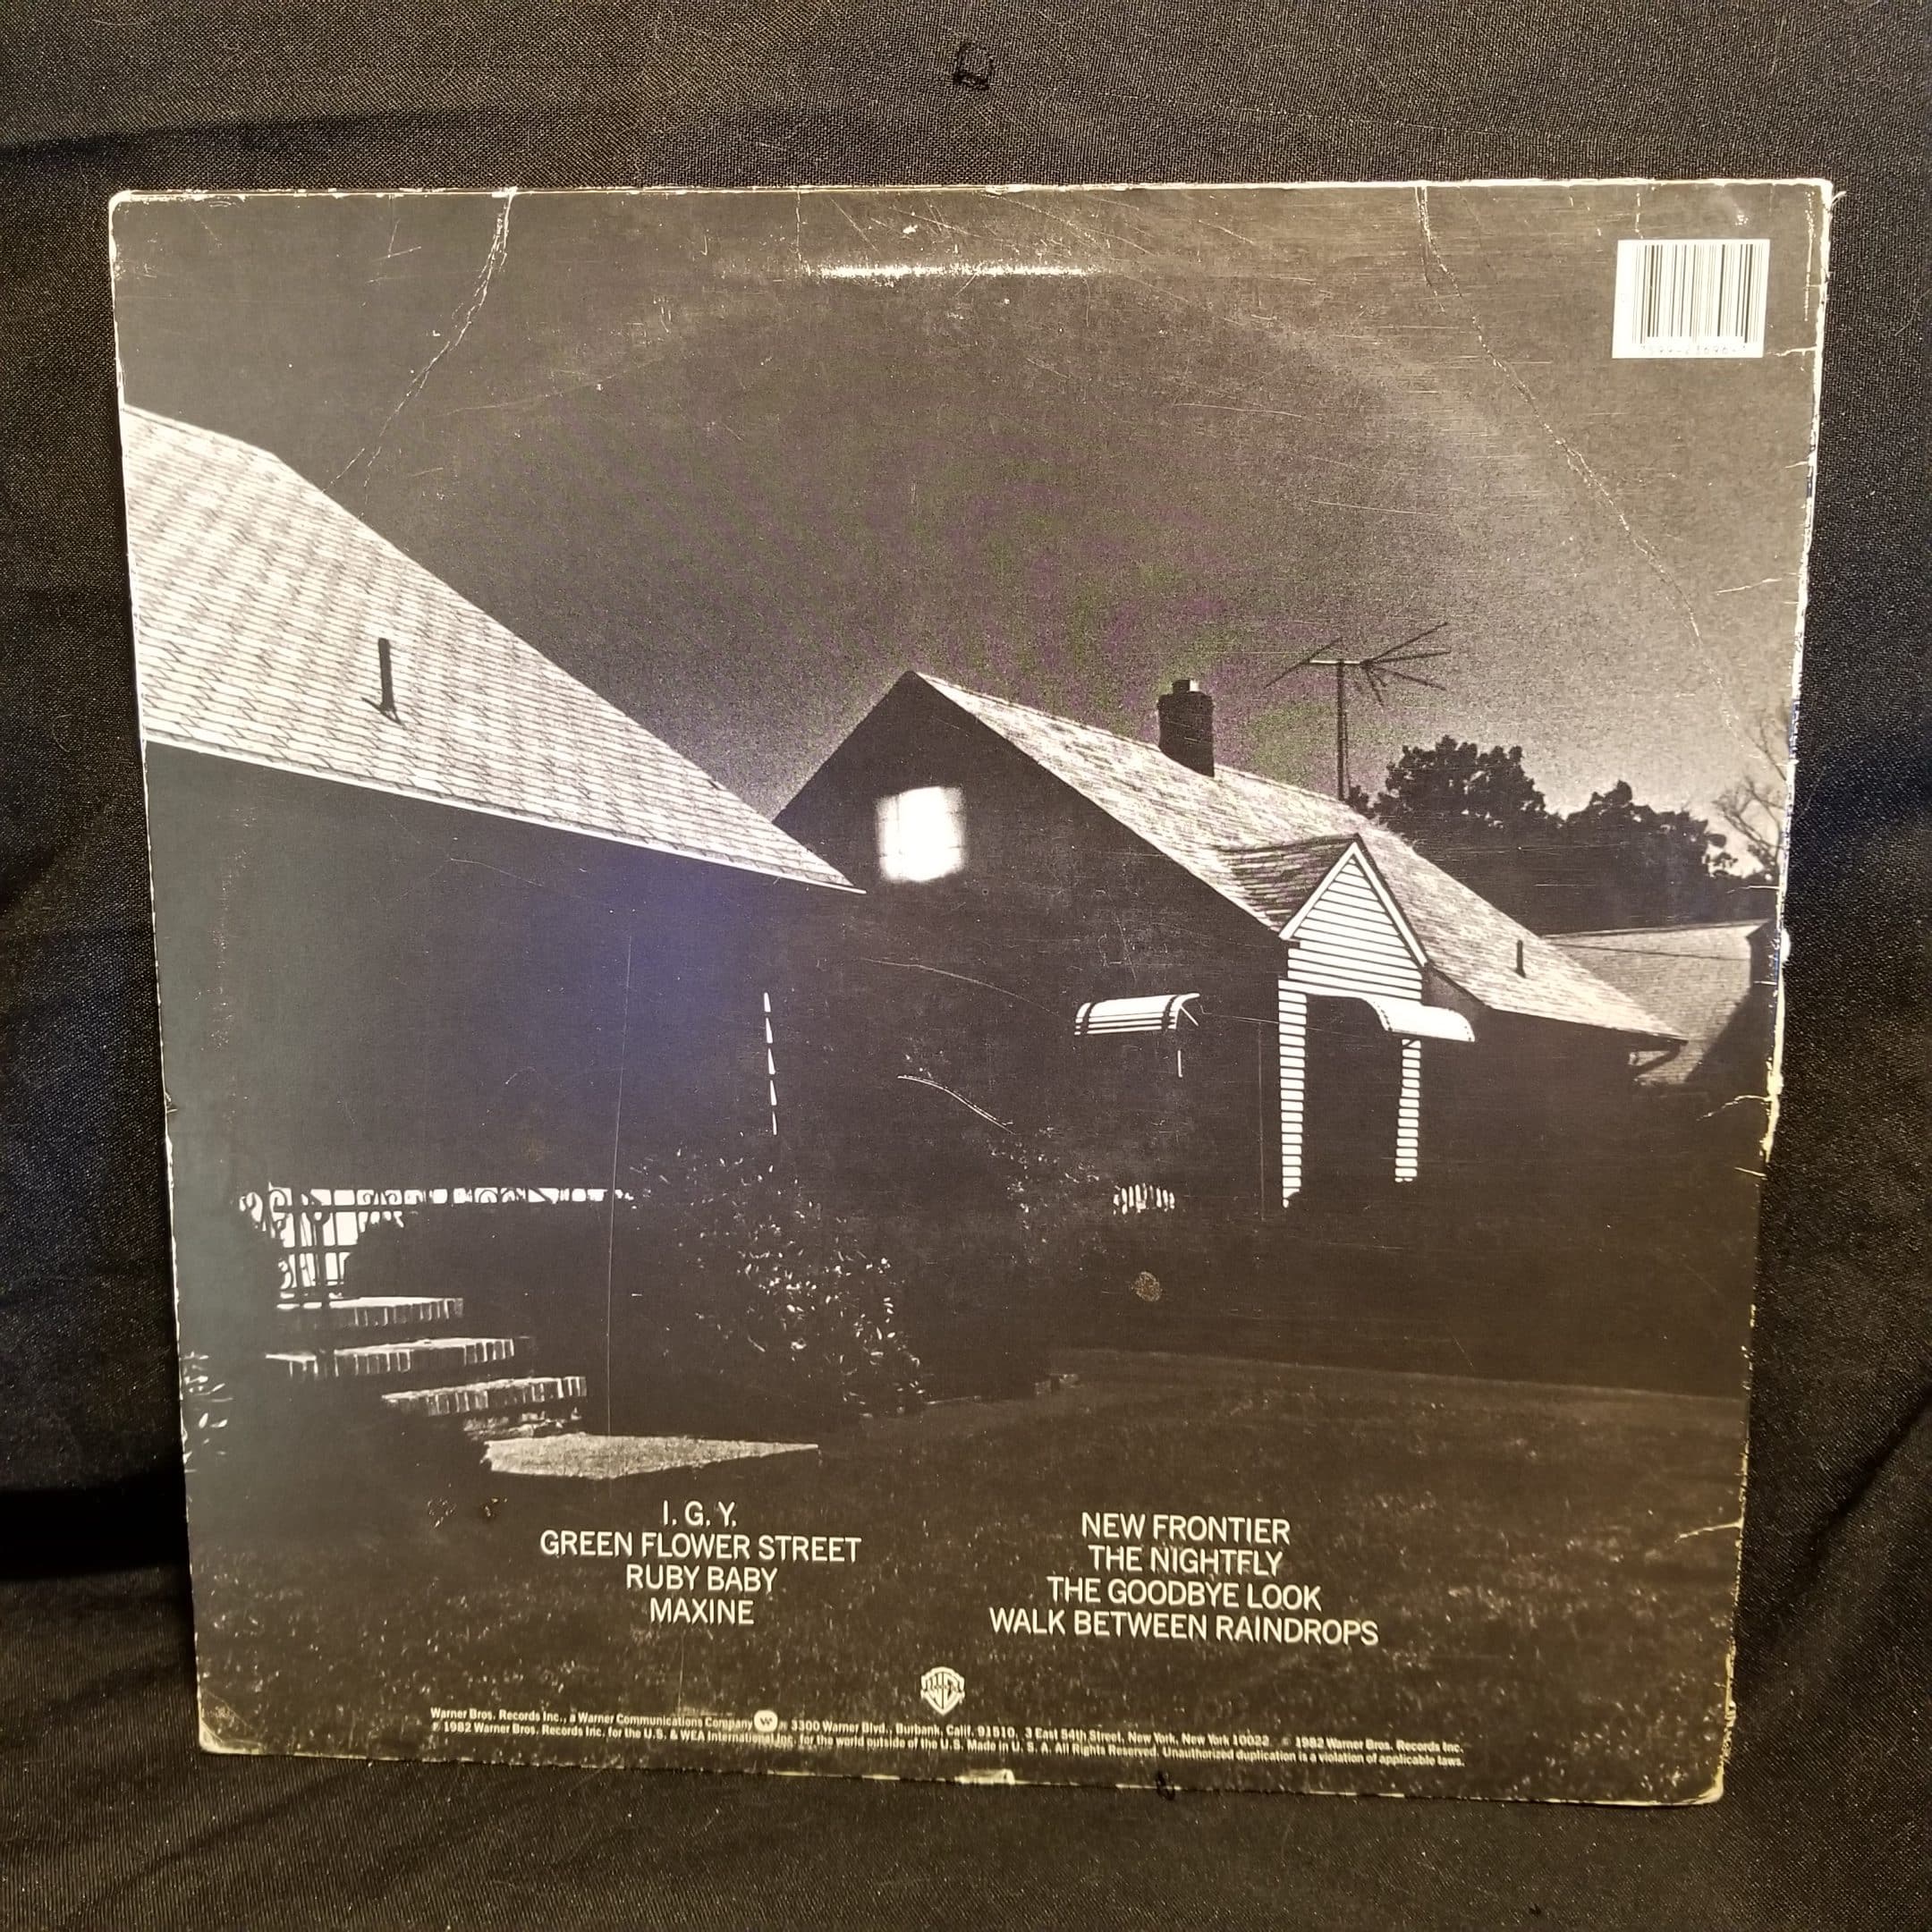 I. G. Y.
GREEN FLOWER STREET
RUBY BABY
MAXINE
NEW FRONTIER
THE NIGHTFLY
THE GOODBYE LOOK
WALK BETWEEN RAINDROPS
Warner Bros. Records Inc., a Warner Communications Company 3300 Warner Blvd., Burbank, Calif. 91510, 3 East 54th Street, New York, New York 10022 © 1982 Warner Bros. Records Inc.
℗ 1982 Warner Bros. Records Inc. for the U.S. & WEA International Inc. for the world outside of the U.S. Made in U. S. A. All Rights Reserved. Unauthorized duplication is a violation of applicable laws.